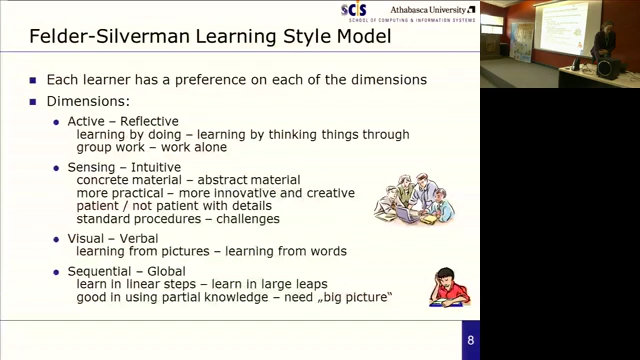 SCIS
SCHOOL OF COMPUTING & INFORMATION SYSTEMS
Athabasca University
Felder-Silverman Learning Style Model
Each learner has a preference on each of the dimensions
Dimensions:
Active – Reflective
learning by doing – learning by thinking things through
group work – work alone
Sensing – Intuitive
concrete material – abstract material
more practical – more innovative and creative
patient / not patient with details
standard procedures – challenges
Visual – Verbal
learning from pictures – learning from words
Sequential – Global
learn in linear steps – learn in large leaps
good in using partial knowledge – need „big picture“
8